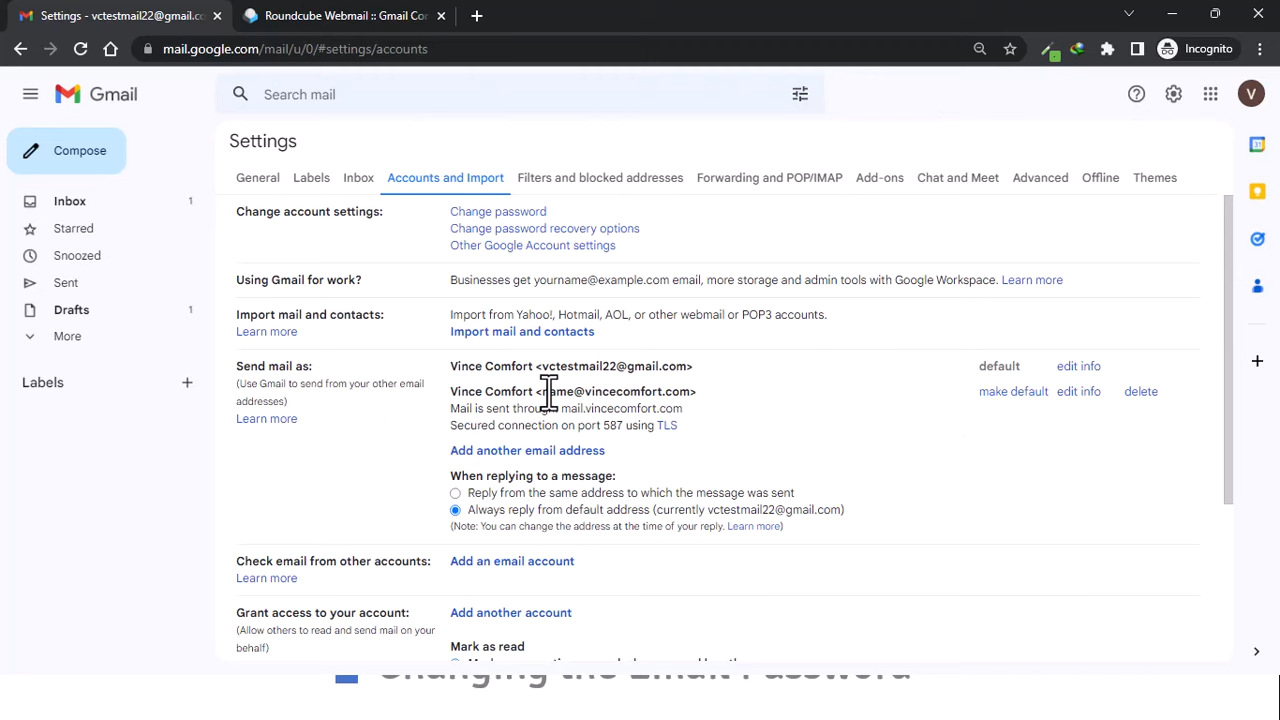 Settings - vctestmail22@gmail.co
Roundcube Webmail :: Gmail Co
mail.google.com/mail/u/0/#settings/accounts
Incognito
Gmail
Search mail
V
Compose
Inbox 1
Starred
Snoozed
Sent
Drafts 1
More
Labels
Settings
General Labels Inbox Accounts and Import Filters and blocked addresses Forwarding and POP/IMAP Add-ons Chat and Meet Advanced Offline Themes
Change account settings: Change password
Change password recovery options
Other Google Account settings
Using Gmail for work? Businesses get yourname@example.com email, more storage and admin tools with Google Workspace. Learn more
Import mail and contacts: Import from Yahoo!, Hotmail, AOL, or other webmail or POP3 accounts.
Learn more Import mail and contacts
Send mail as: Vince Comfort <vctestmail22@gmail.com> default edit info
(Use Gmail to send from your other email
addresses)
Learn more
Vince Comfort <name@vincecomfort.com> make default edit info delete
Mail is sent through mail.vincecomfort.com
Secured connection on port 587 using TLS
Add another email address
When replying to a message:
Reply from the same address to which the message was sent
Always reply from default address (currently vctestmail22@gmail.com)
(Note: You can change the address at the time of your reply. Learn more)
Check email from other accounts: Add an email account
Learn more
Grant access to your account: Add another account
(Allow others to read and send mail on your
behalf)
Mark as read
Changing the Email Password